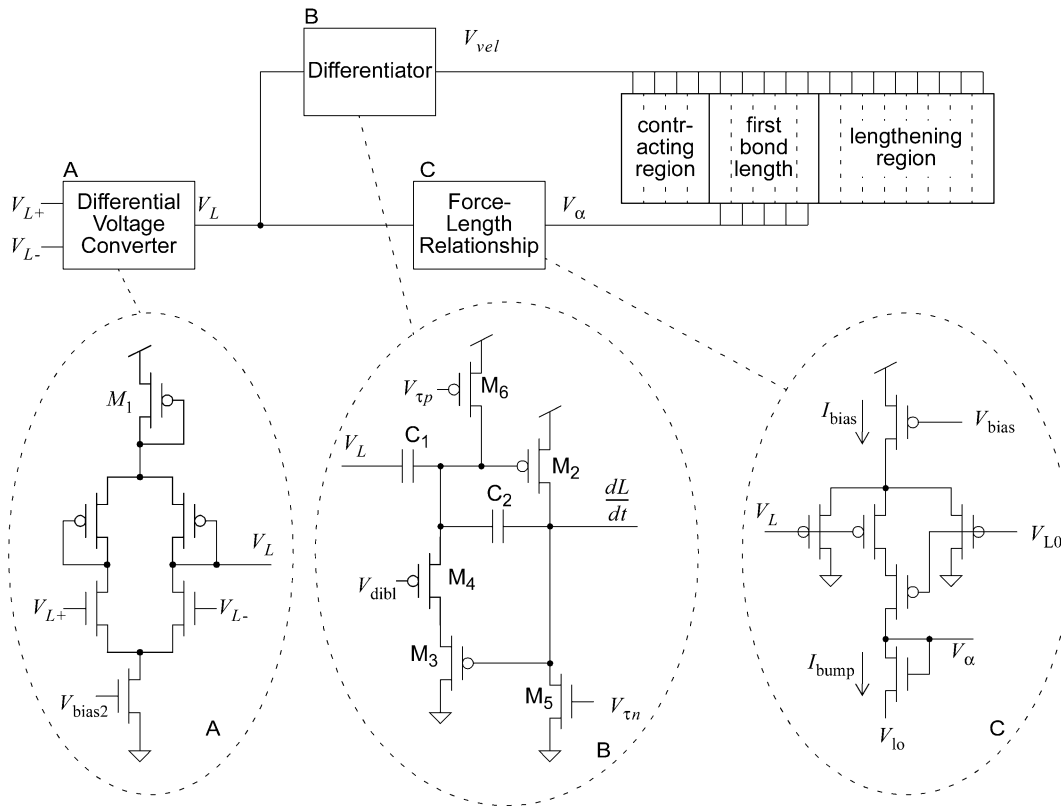 B
V_vel
Differentiator
contr-
acting
region
first
bond
length
lengthening
region
A
V_L+
V_L-
Differential
Voltage
Converter
V_L
C
Force-
Length
Relationship
V_α
M_1
V_L
V_L+
V_L-
V_bias2
A
V_τp
M_6
V_L
C_1
M_2
C_2
dL
dt
V_dibl
M_4
M_3
M_5
V_τn
B
I_bias
V_bias
V_L
V_L0
I_bump
V_α
V_lo
C